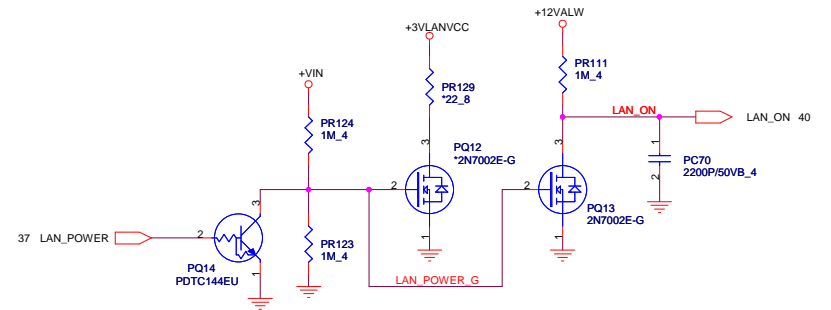 +12VALW
+3VLANVCC
+VIN
PR111
1M_4
PR129
*22_8
LAN_ON
LAN_ON 40
PR124
1M_4
3
3
1
PQ12
*2N7002E-G
PC70
2200P/50VB_4
2
2
2
3
PQ13
2N7002E-G
37 LAN_POWER
2
PR123
1M_4
1
1
PQ14
PDTC144EU
1
LAN_POWER_G